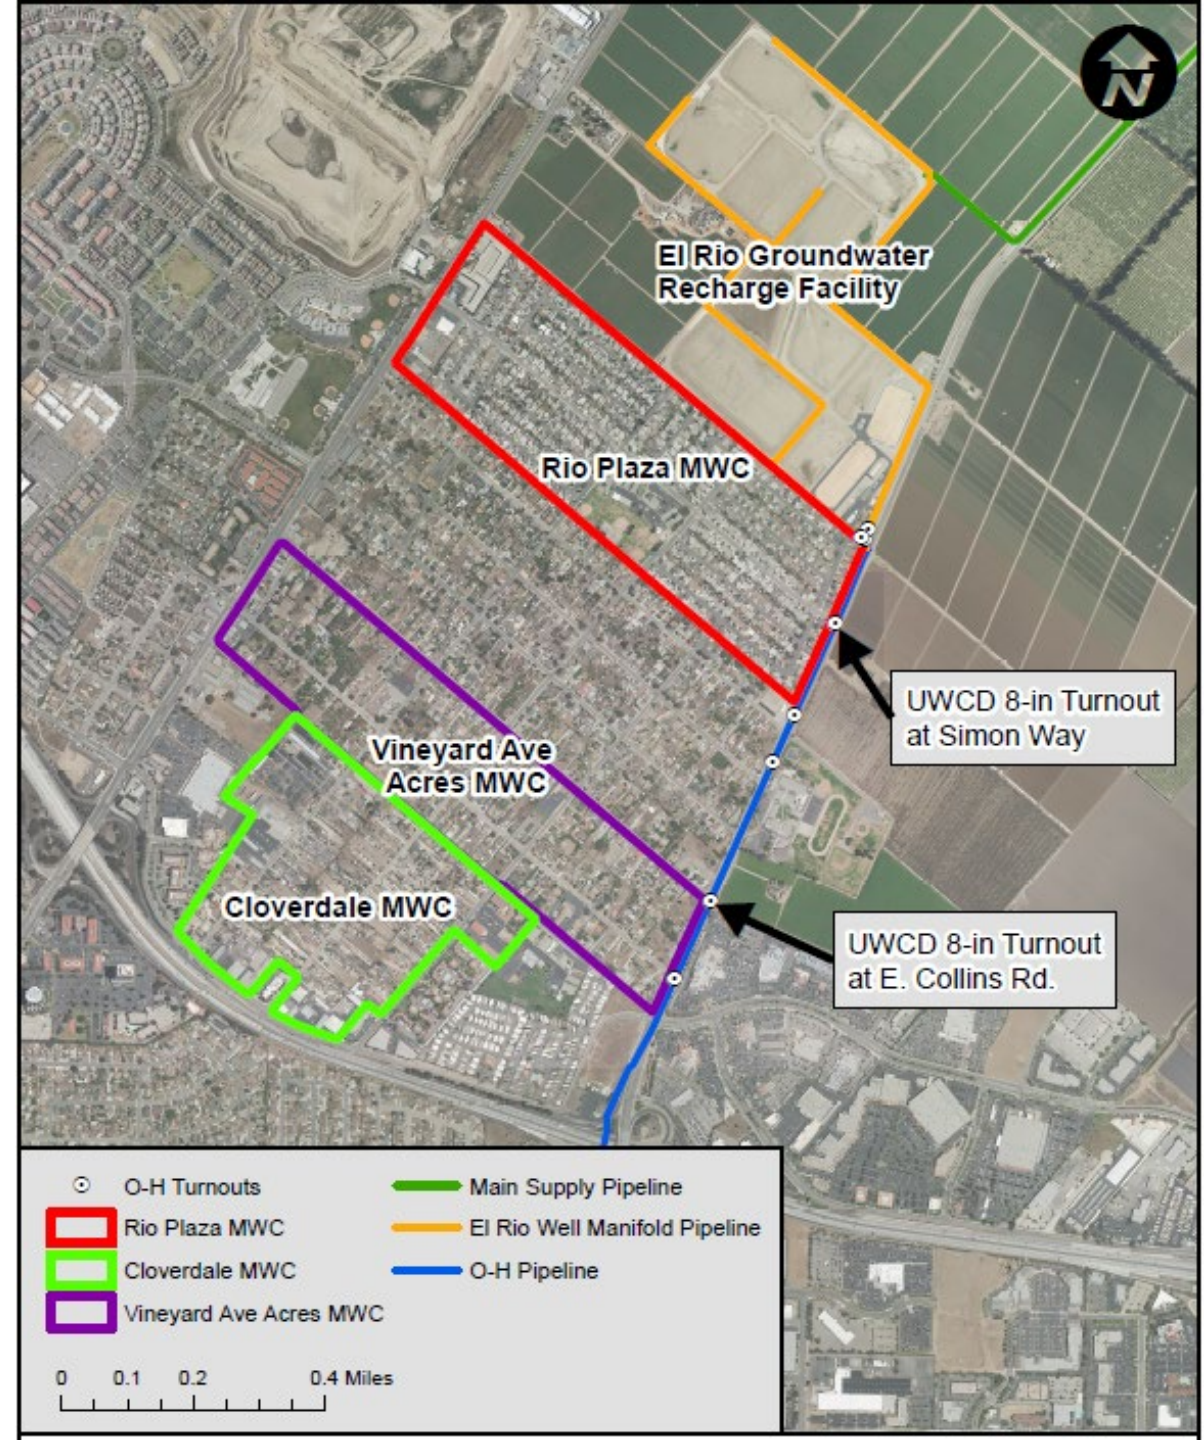 N
El Rio Groundwater
Recharge Facility
Rio Plaza MWC
UWCD 8-in Turnout
at Simon Way
Vineyard Ave
Acres MWC
Cloverdale MWC
UWCD 8-in Turnout
at E. Collins Rd.
O-H Turnouts
Rio Plaza MWC
Cloverdale MWC
Vineyard Ave Acres MWC
Main Supply Pipeline
El Rio Well Manifold Pipeline
O-H Pipeline
0 0.1 0.2 0.4 Miles